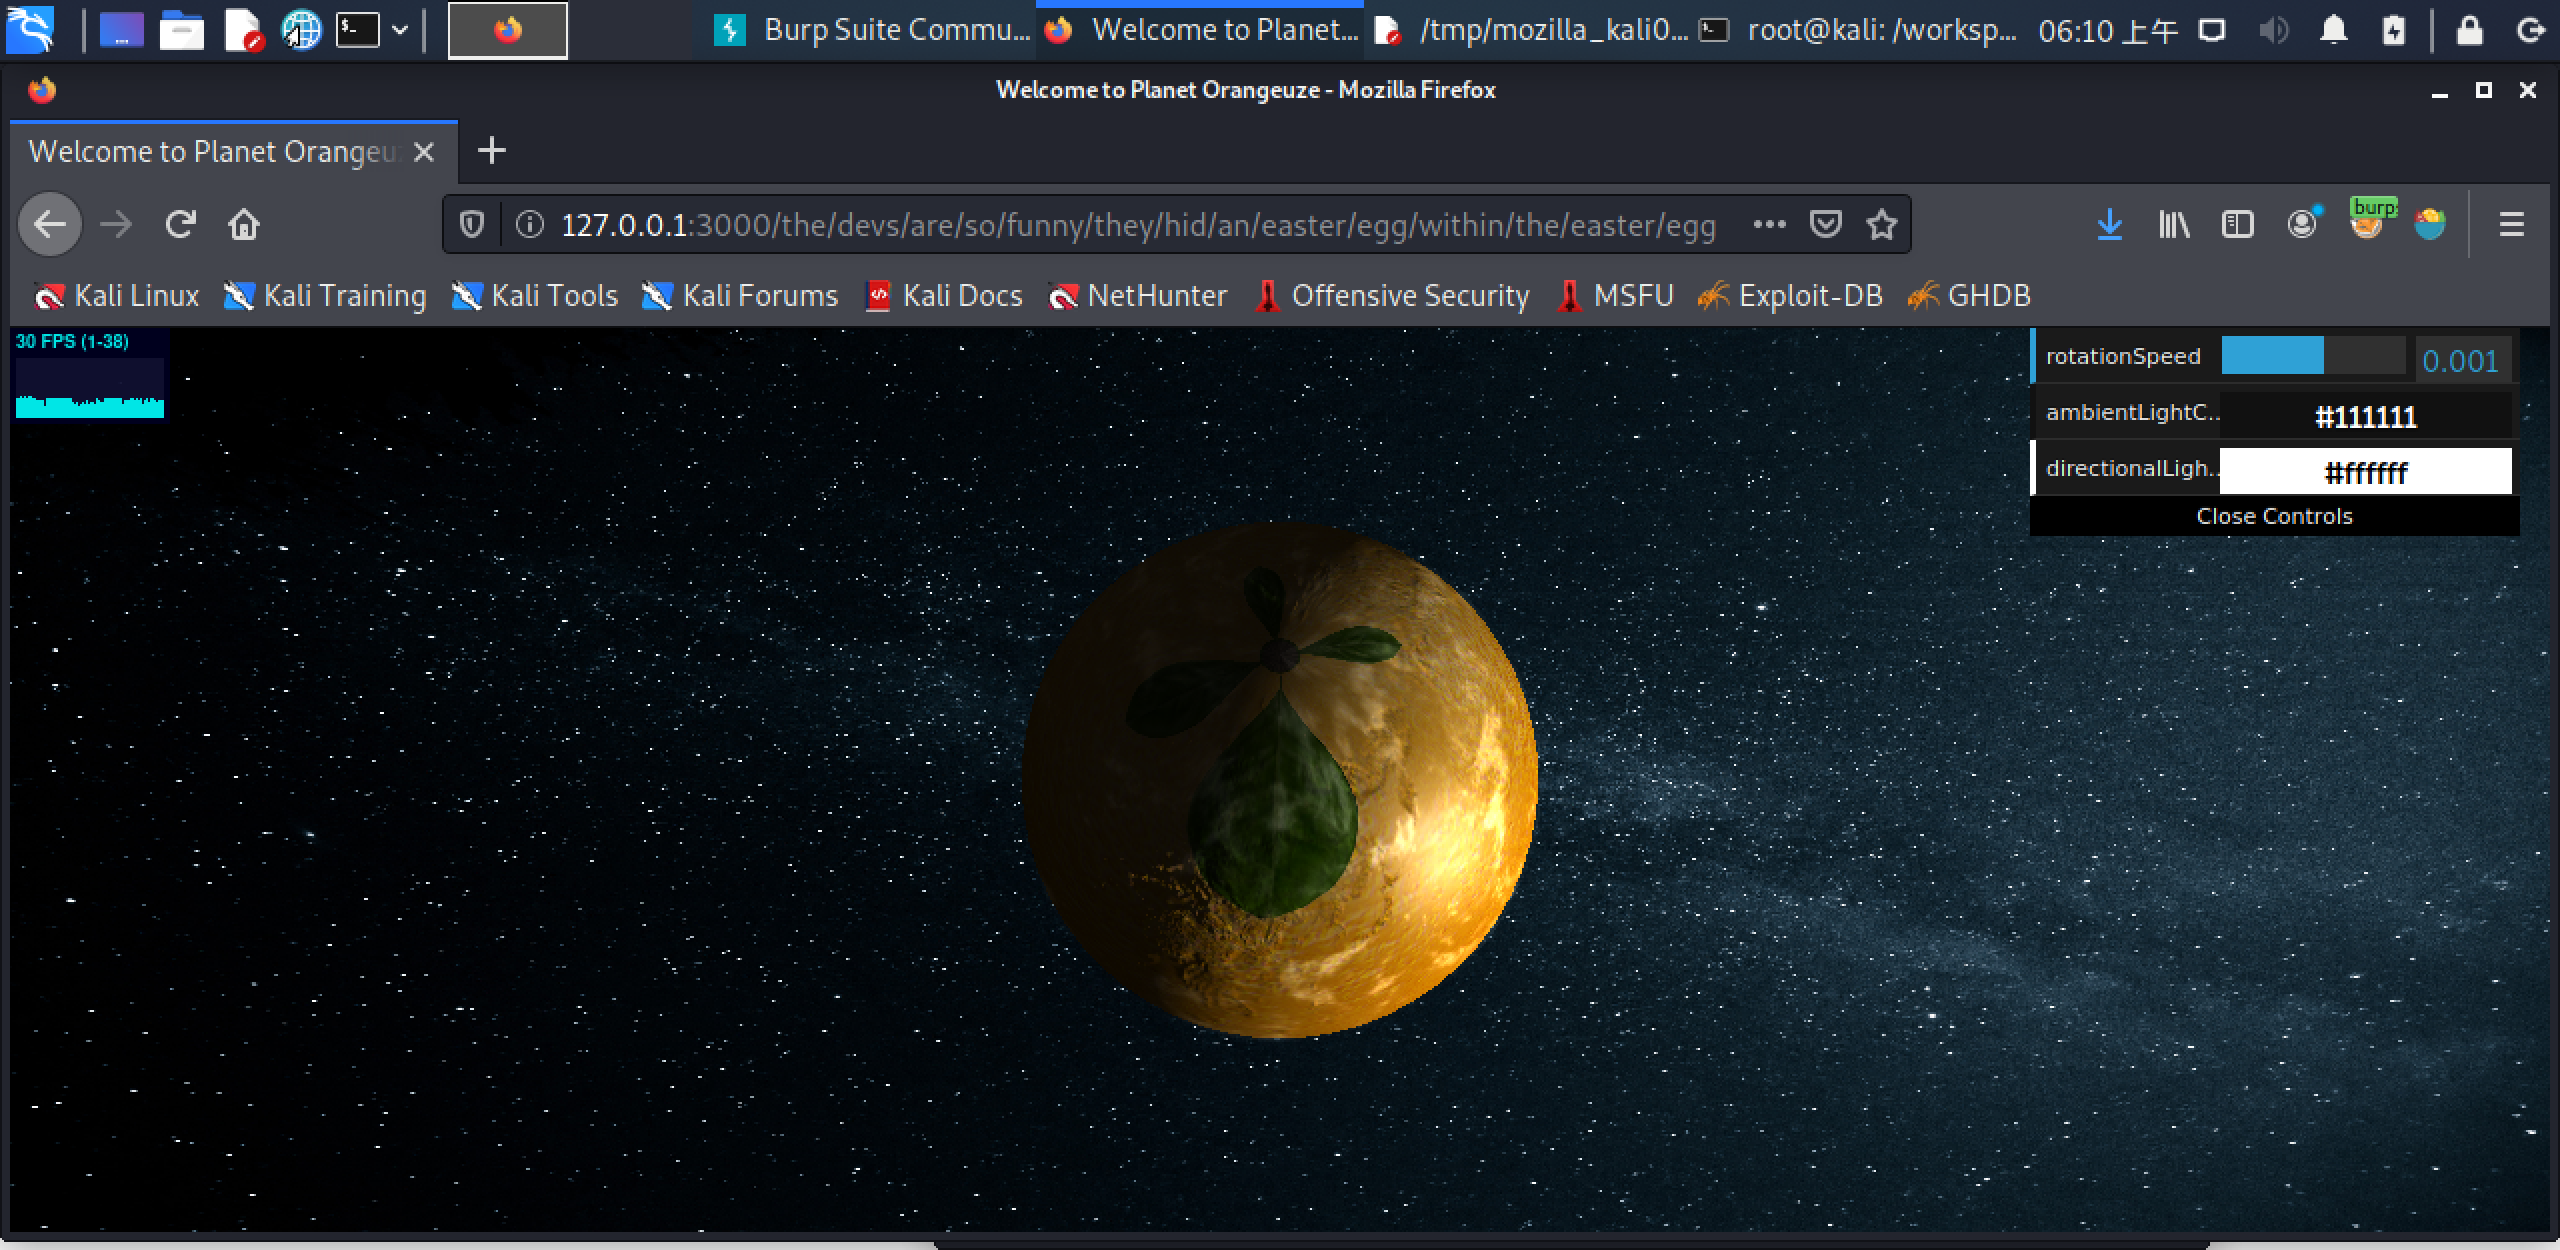 Burp Suite Commu... Welcome to Planet... /tmp/mozilla_kali0... root@kali: /worksp... 06:10 上午
Welcome to Planet Orangeuze - Mozilla Firefox
Welcome to Planet Orangeu
127.0.0.1:3000/the/devs/are/so/funny/they/hid/an/easter/egg/within/the/easter/egg burp
Kali Linux Kali Training Kali Tools Kali Forums Kali Docs NetHunter Offensive Security MSFU Exploit-DB GHDB
30 FPS (1-38)
rotationSpeed 0.001
ambientLightC... #111111
directionalLigh... #ffffff
Close Controls